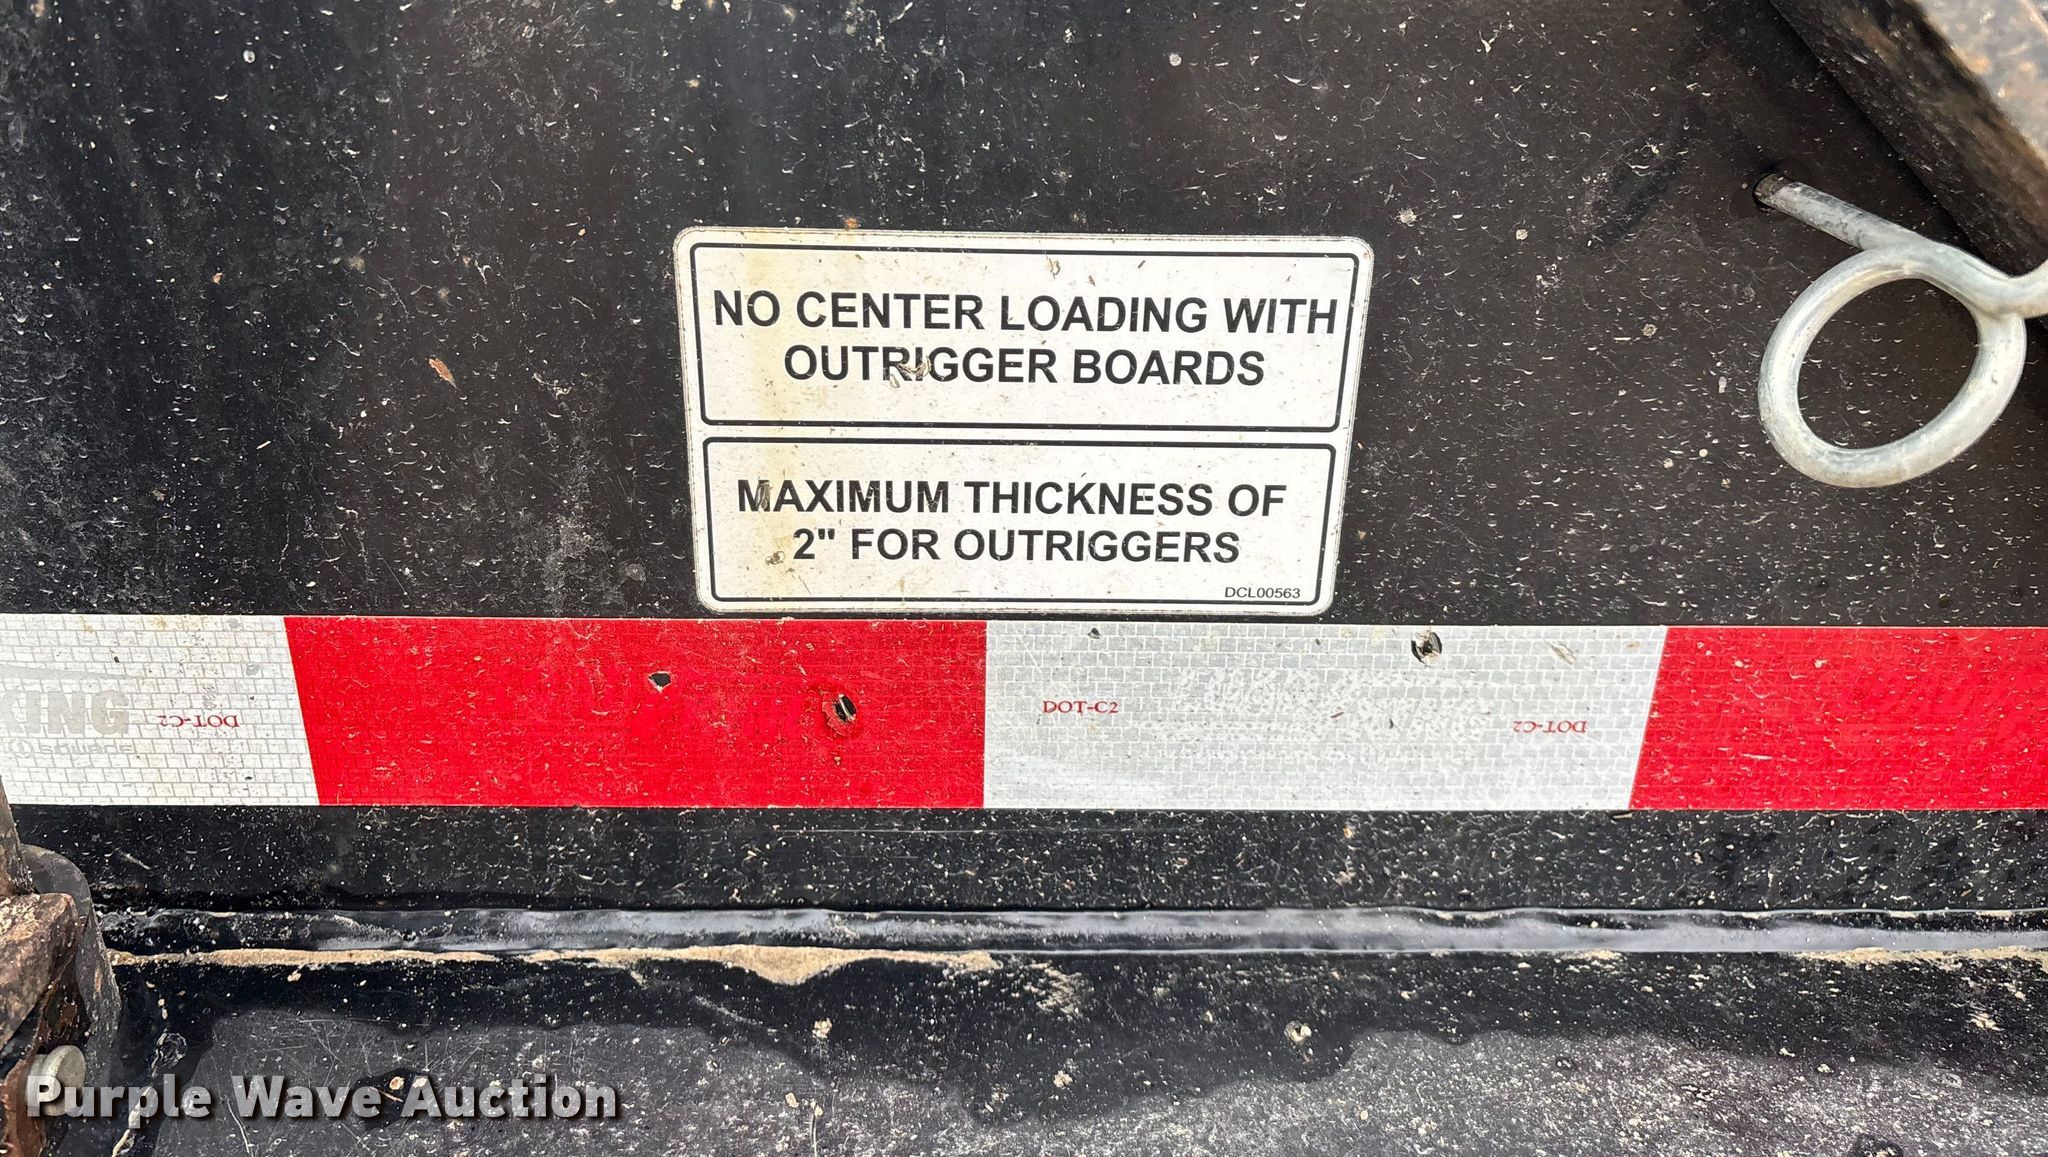 NO CENTER LOADING WITH
OUTRIGGER BOARDS
MAXIMUM THICKNESS OF
2" FOR OUTRIGGERS
DCL00563
KING DOT-C2
DOT-C2
DOT-C2
Purple Wave Auction